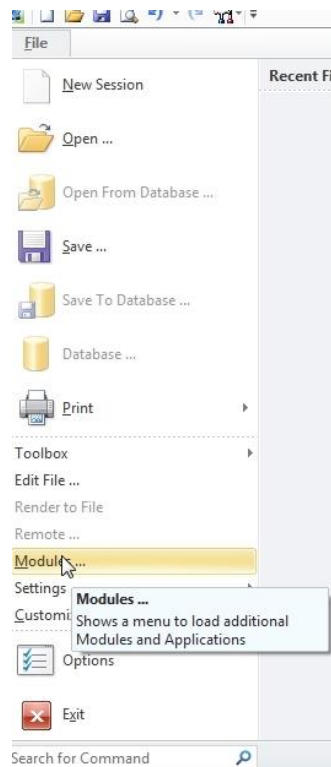 File
New Session
Recent Fi
Open ...
Open From Database ...
Save ...
Save To Database ...
Database ...
Print
Toolbox
Edit File ...
Render to File
Remote ...
Modules ...
Settings
Modules ...
Customi
Shows a menu to load additional
Modules and Applications
Options
Exit
Search for Command